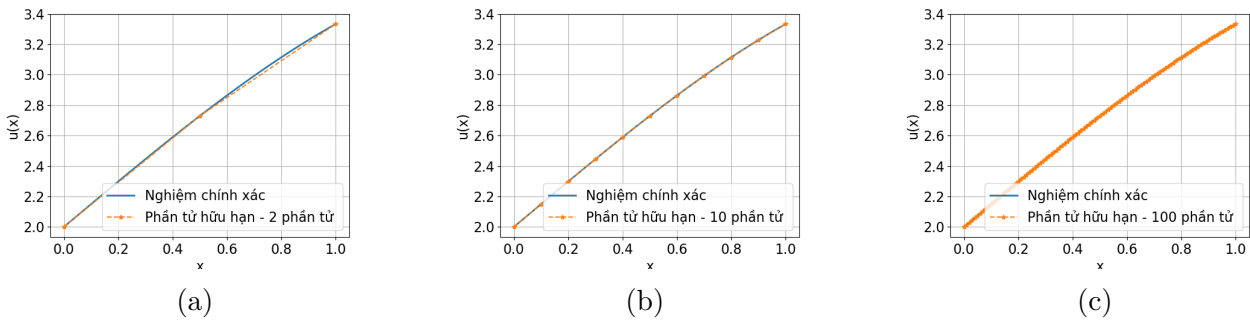 3.4
3.2
3.0
2.8
2.6
2.4
2.2
2.0
u(x)
0.0 0.2 0.4 0.6 0.8 1.0
x
Nghiệm chính xác
Phần tử hữu hạn - 2 phần tử
(a)
3.4
3.2
3.0
2.8
2.6
2.4
2.2
2.0
u(x)
0.0 0.2 0.4 0.6 0.8 1.0
x
Nghiệm chính xác
Phần tử hữu hạn - 10 phần tử
(b)
3.4
3.2
3.0
2.8
2.6
2.4
2.2
2.0
u(x)
0.0 0.2 0.4 0.6 0.8 1.0
x
Nghiệm chính xác
Phần tử hữu hạn - 100 phần tử
(c)